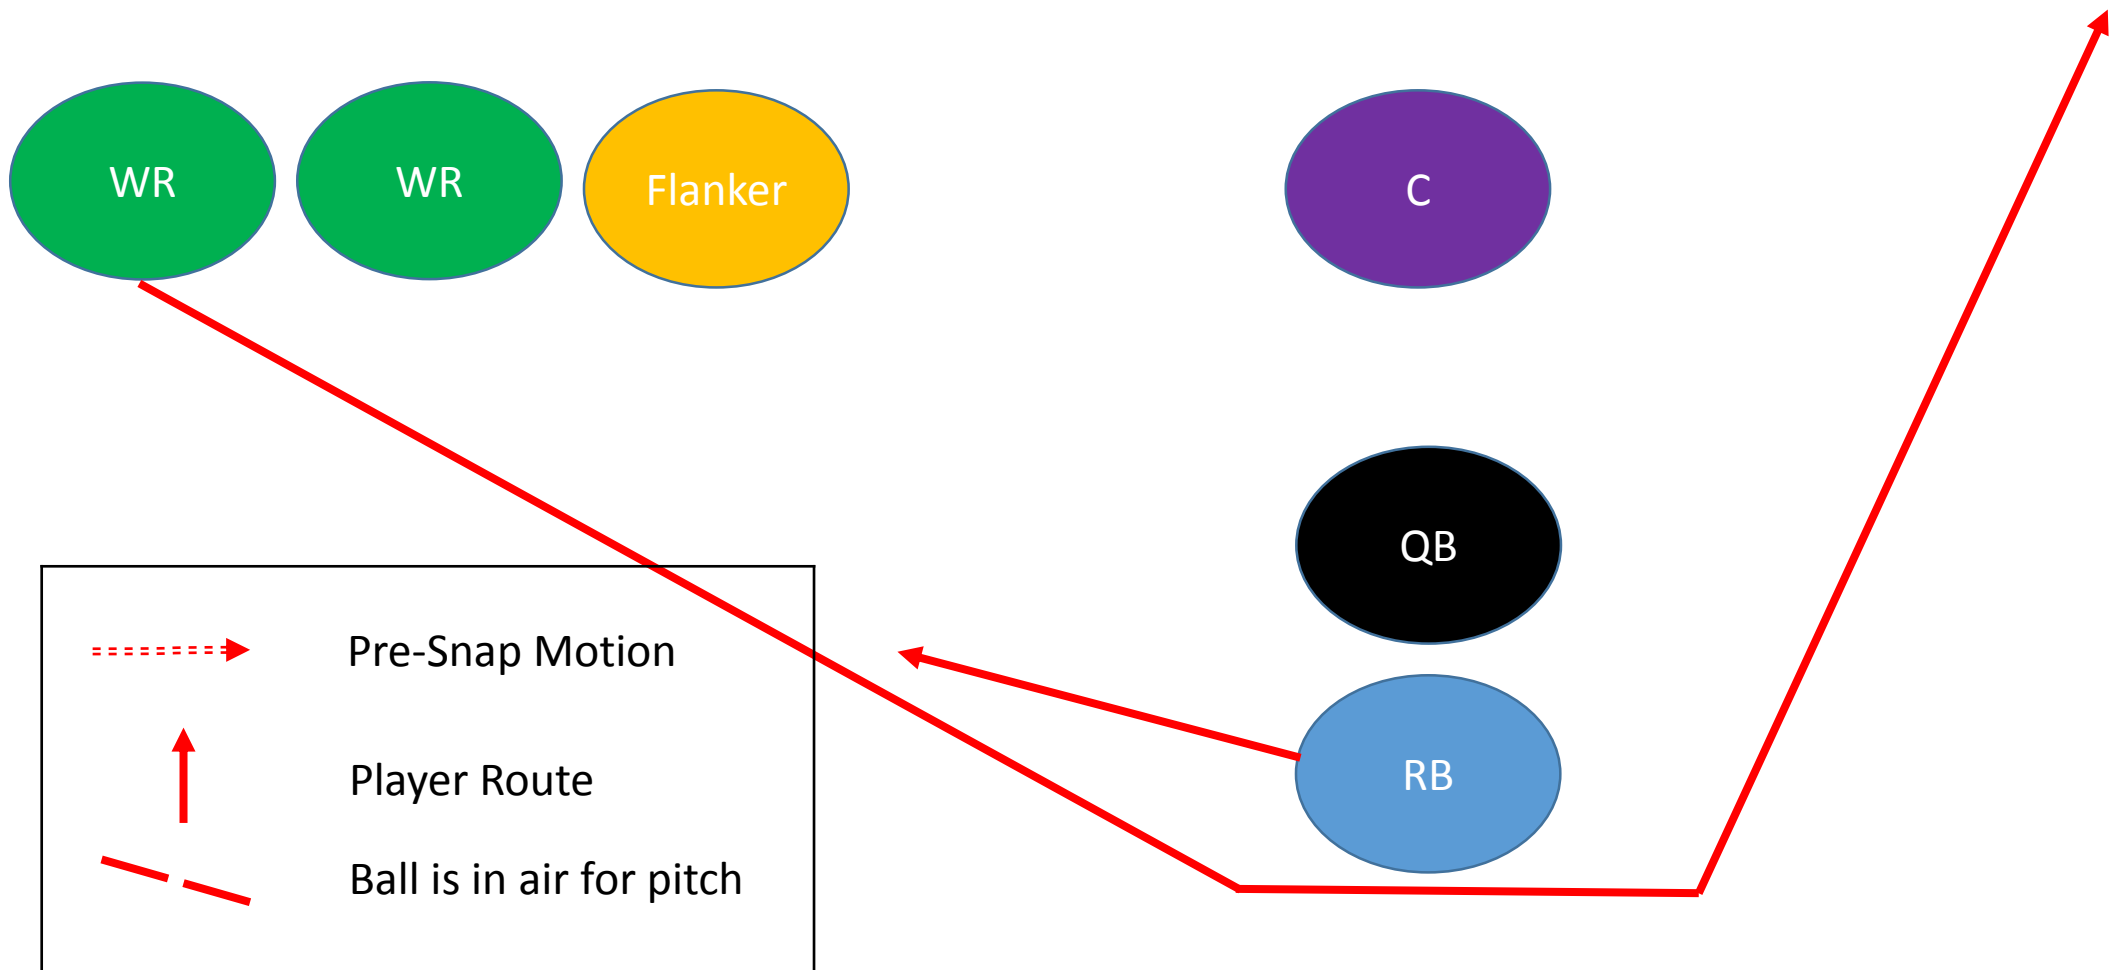 WR
WR
Flanker
C
QB
RB
Pre-Snap Motion
Player Route
Ball is in air for pitch